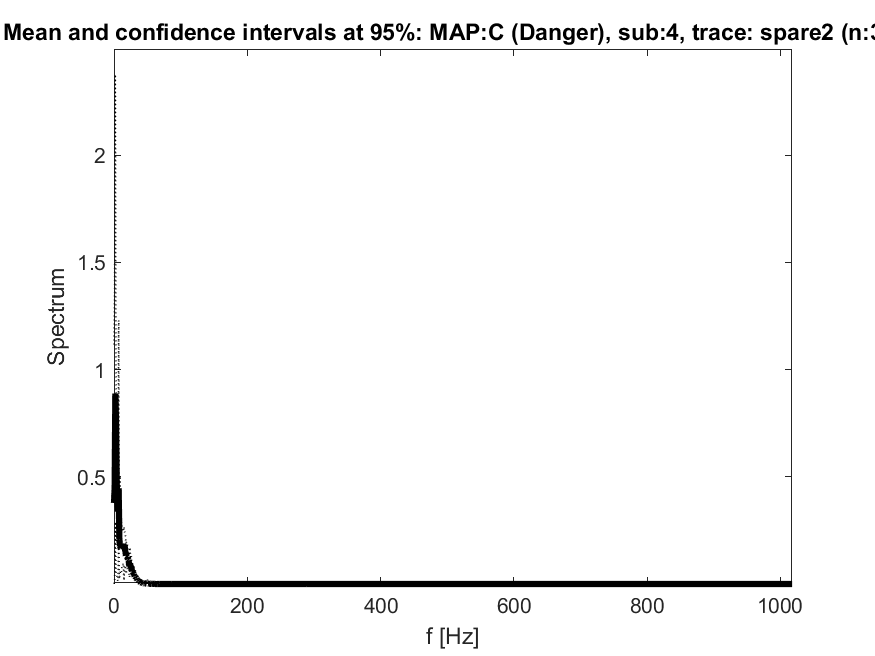 Mean and confidence intervals at 95%: MAP:C (Danger), sub:4, trace: spare2 (n:3
2
1.5
1
0.5
Spectrum
0 200 400 600 800 1000
f [Hz]